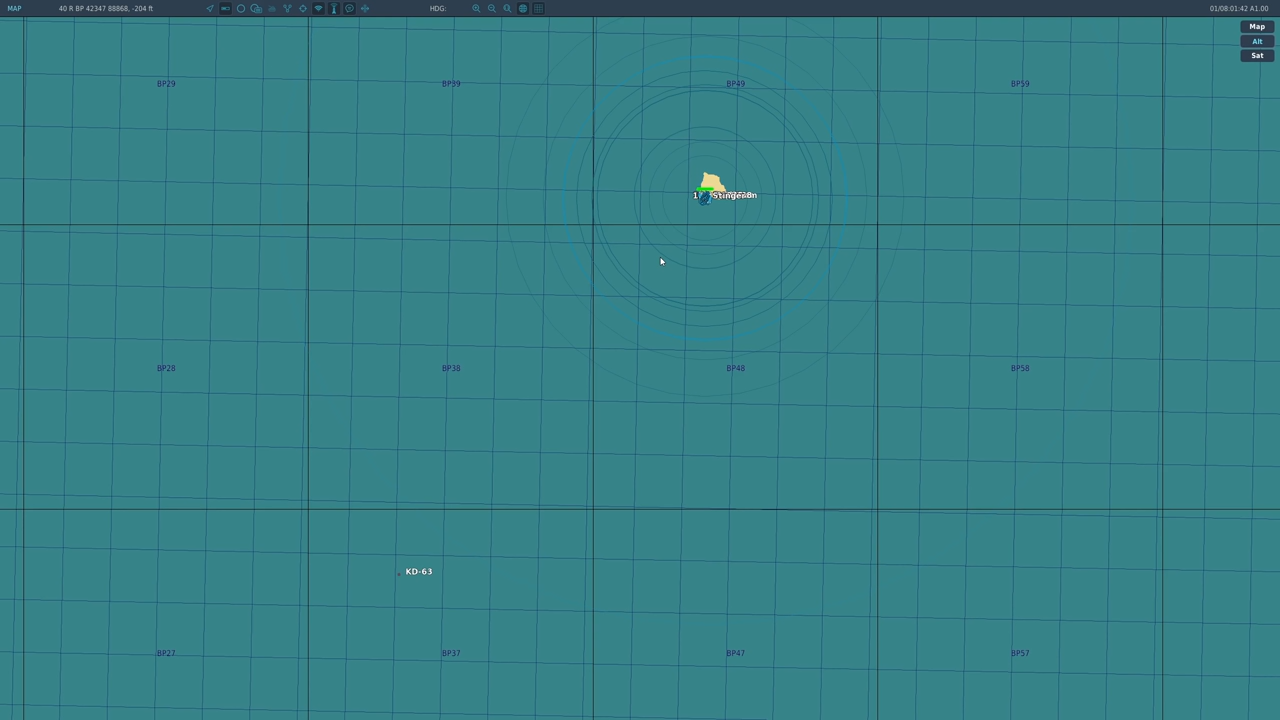 MAP 40 R BP 42347 88868, -204 ft HDG: 01/08:01:42 A1.00
Map
Alt
Sat
BP29 BP39 BP49 BP59
BP28 BP38 BP48 BP58
KD-63
BP27 BP37 BP47 BP57